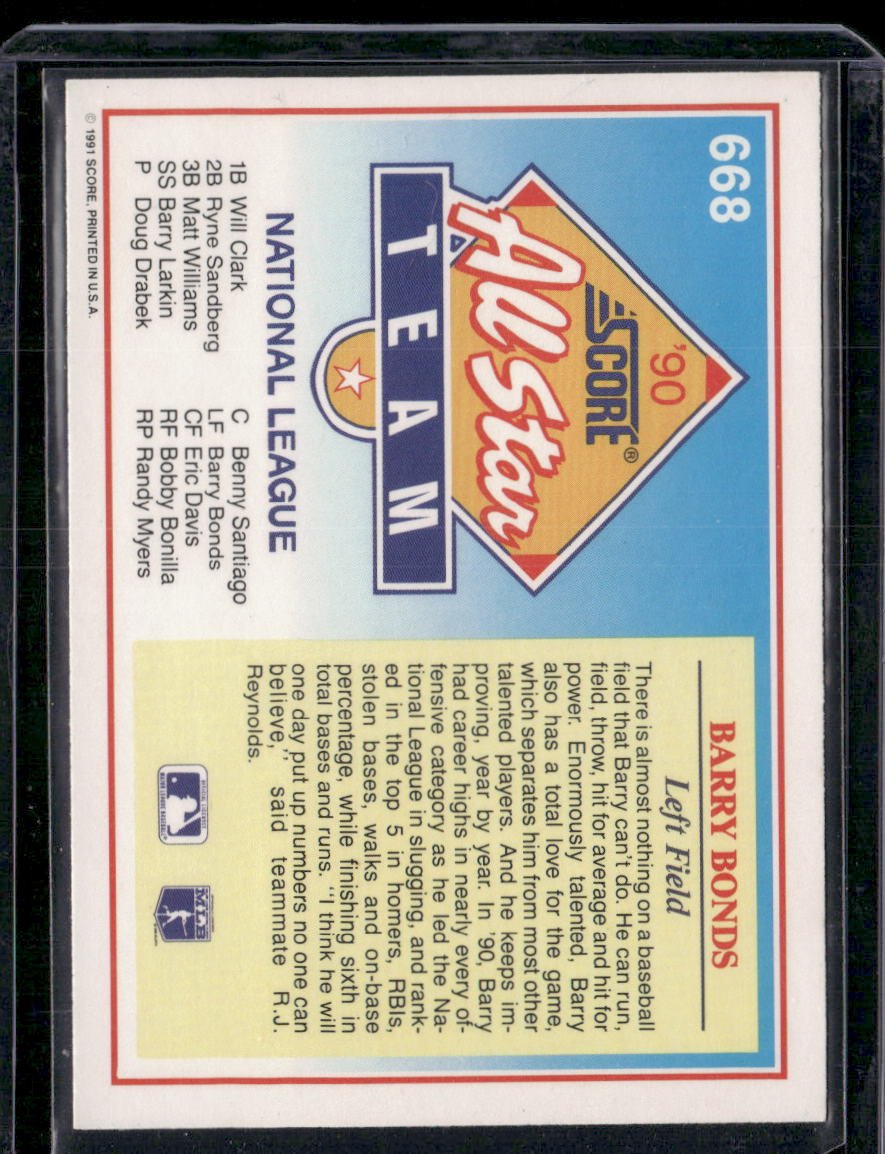 668
'90
SCORE®
All Star
TEAM
NATIONAL LEAGUE
1B Will Clark
2B Ryne Sandberg
3B Matt Williams
SS Barry Larkin
P Doug Drabek
C Benny Santiago
LF Barry Bonds
CF Eric Davis
RF Bobby Bonilla
RP Randy Myers
© 1991 SCORE, PRINTED IN U.S.A.
BARRY BONDS
Left Field
There is almost nothing on a baseball
field that Barry can't do. He can run,
field, throw, hit for average and hit for
power. Enormously talented, Barry
also has a total love for the game,
which separates him from most other
talented players. And he keeps im-
proving, year by year. In '90, Barry
had career highs in nearly every of-
fensive category as he led the Na-
tional League in slugging, and rank-
ed in the top 5 in homers, RBIs,
stolen bases, walks and on-base
percentage, while finishing sixth in
total bases and runs. "I think he will
one day put up numbers no one can
believe," said teammate R.J.
Reynolds.
OFFICIAL LICENSEE
MAJOR LEAGUE BASEBALL
MLB